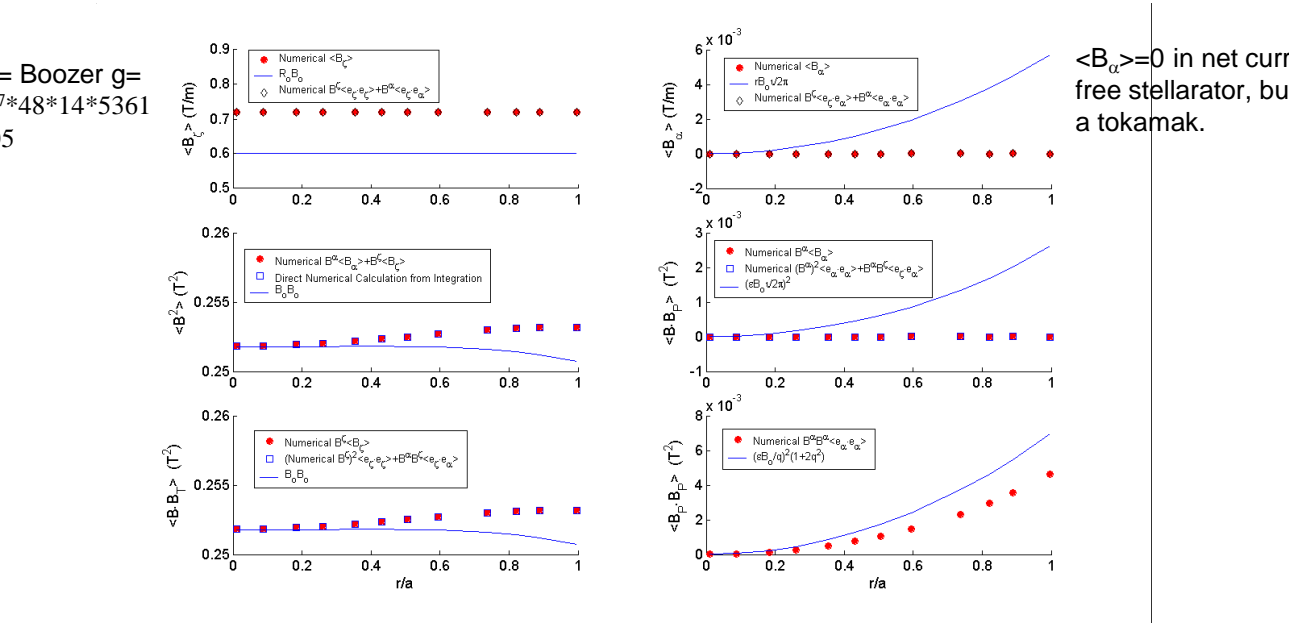 = Boozer g=
7*48*14*5361
05
<B_α>=0 in net curr
free stellarator, bu
a tokamak.
<B_ζ> (T/m)
0.9
0.8
0.7
0.6
0.5
0 0.2 0.4 0.6 0.8 1
Numerical <B_ζ>
R_oB_o
Numerical B^ζ<e_ζ·e_ζ>+B^α<e_ζ·e_α>
<B_α> (T/m)
x 10^-3
6
4
2
0
-2
0 0.2 0.4 0.6 0.8 1
Numerical <B_α>
rB_oι/2π
Numerical B^ζ<e_ζ·e_α>+B^α<e_α·e_α>
<B^2> (T^2)
0.26
0.255
0.25
0 0.2 0.4 0.6 0.8 1
Numerical B^α<B_α>+B^ζ<B_ζ>
Direct Numerical Calculation from Integration
B_oB_o
<B·B_P> (T^2)
x 10^-3
3
2
1
0
-1
0 0.2 0.4 0.6 0.8 1
Numerical B^α<B_α>
Numerical (B^α)^2<e_α·e_α>+B^αB^ζ<e_ζ·e_α>
(εB_oι/2π)^2
<B·B_T> (T^2)
0.26
0.255
0.25
0 0.2 0.4 0.6 0.8 1
r/a
Numerical B^ζ<B_ζ>
(Numerical B^ζ)^2<e_ζ·e_ζ>+B^αB^ζ<e_ζ·e_α>
B_oB_o
<B_P·B_P> (T^2)
x 10^-3
8
6
4
2
0
0 0.2 0.4 0.6 0.8 1
r/a
Numerical B^αB^α<e_α·e_α>
(εB_o/q)^2(1+2q^2)